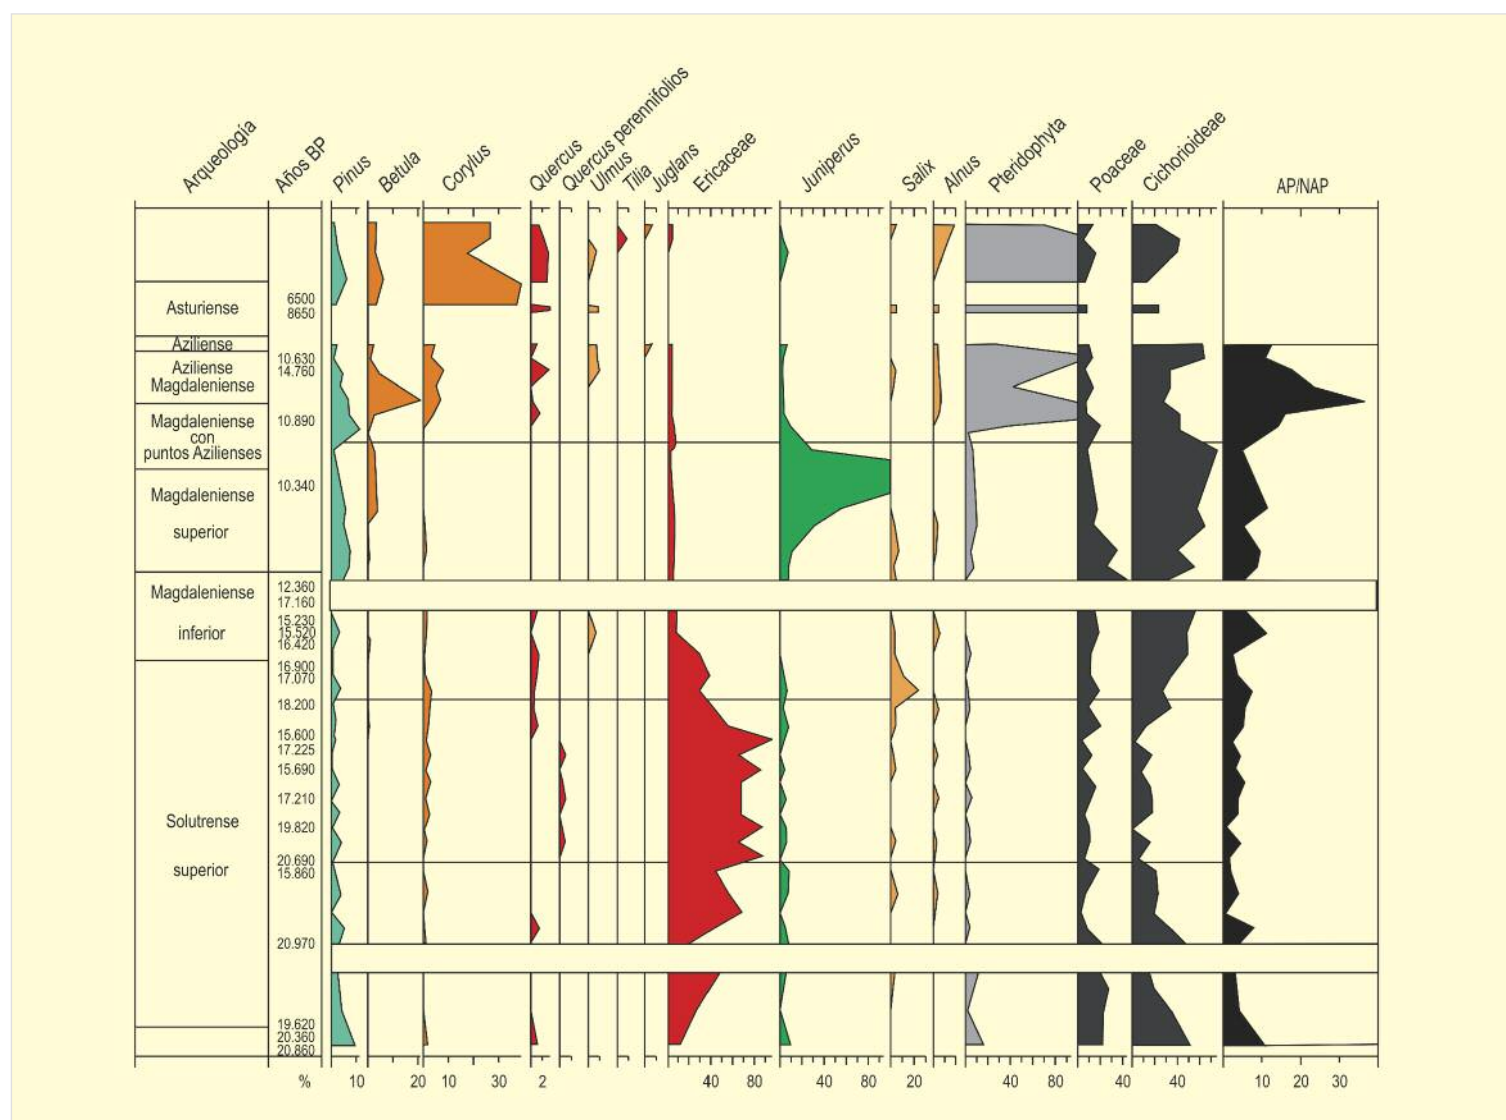 Arqueología
Años BP
Pinus
Betula
Corylus
Quercus
Quercus perennifolios
Ulmus
Tilia
Juglans
Ericaceae
Juniperus
Salix
Alnus
Pteridophyta
Poaceae
Cichorioideae
AP/NAP
6500
Asturiense
8650
Aziliense
10.630
Aziliense
14.760
Magdaleniense
Magdaleniense
10.890
con
puntos Azilienses
10.340
Magdaleniense
superior
12.360
Magdaleniense
17.160
15.230
inferior
15.520
16.420
16.900
17.070
18.200
15.600
17.225
15.690
17.210
Solutrense
19.820
20.690
superior
15.860
20.970
19.620
20.360
20.860
% 10 20 10 30 2 40 80 40 80 20 40 80 40 40 10 20 30